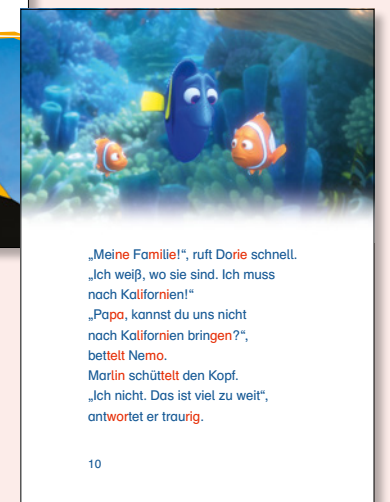 „Meine Familie!“, ruft Dorie schnell.
„Ich weiß, wo sie sind. Ich muss
nach Kalifornien!“
„Papa, kannst du uns nicht
nach Kalifornien bringen?“,
bettelt Nemo.
Marlin schüttelt den Kopf.
„Ich nicht. Das ist viel zu weit“,
antwortet er traurig.
10